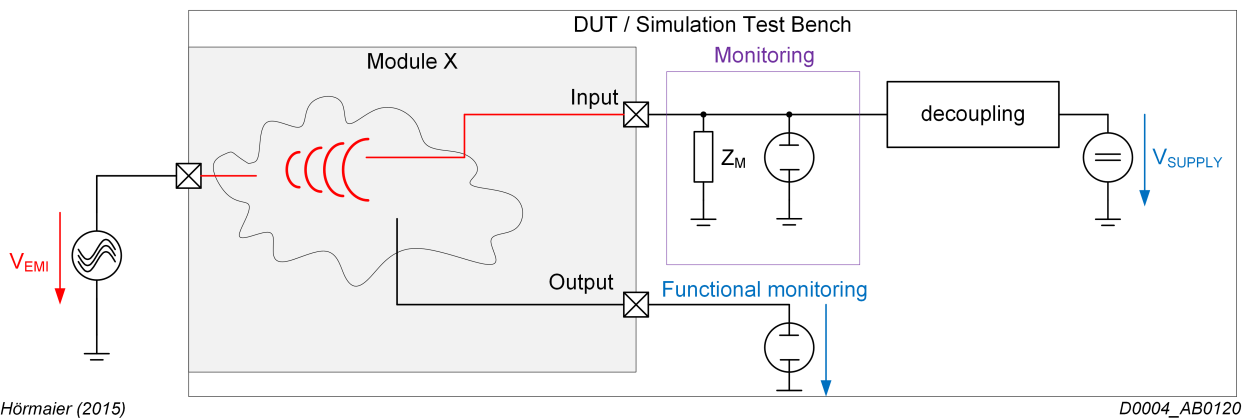 DUT / Simulation Test Bench
Module X
Monitoring
Input
decoupling
Z_M
V_SUPPLY
V_EMI
Output
Functional monitoring
Hörmaier (2015)
D0004_AB0120